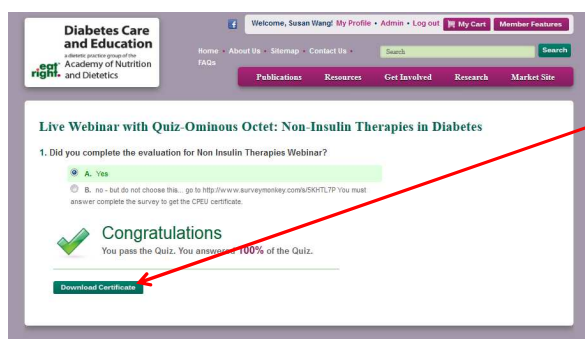 Diabetes Care
and Education
a dietetic practice group of the
Academy of Nutrition
and Dietetics
eat
right.
Welcome, Susan Wang! My Profile • Admin • Log out
My Cart
Member Features
Home • About Us • Sitemap • Contact Us •
FAQs
Search
Search
Publications
Resources
Get Involved
Research
Market Site
Live Webinar with Quiz-Ominous Octet: Non-Insulin Therapies in Diabetes
1. Did you complete the evaluation for Non Insulin Therapies Webinar?
A. Yes
B. no - but do not choose this... go to http://www.surveymonkey.com/s/5KHTL7P You must
answer complete the survey to get the CPEU certificate.
Congratulations
You pass the Quiz. You answered 100% of the Quiz.
Download Certificate